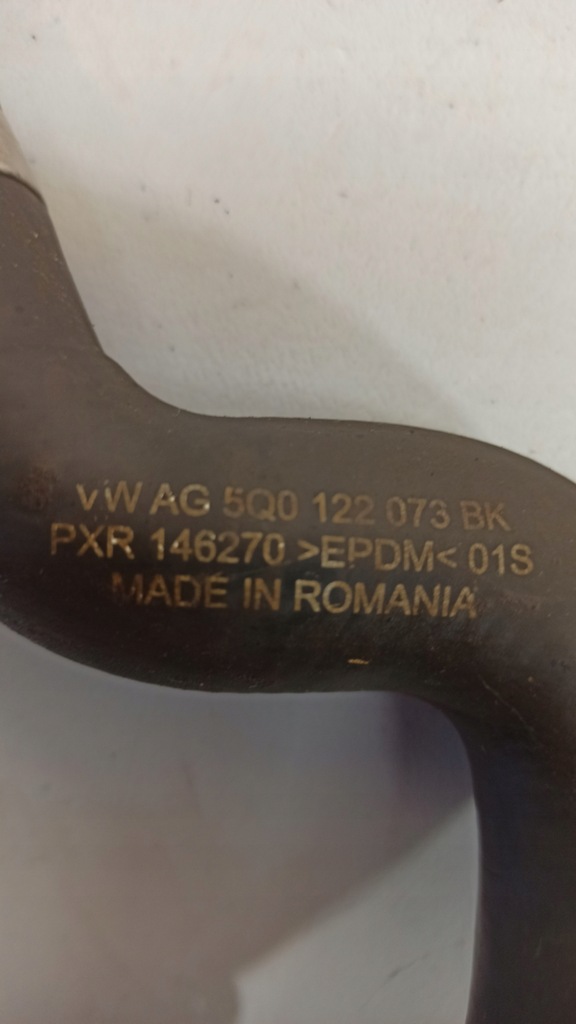 VW AG 5Q0 122 073 BK
PXR 146270 >EPDM< 01S
MADE IN ROMANIA